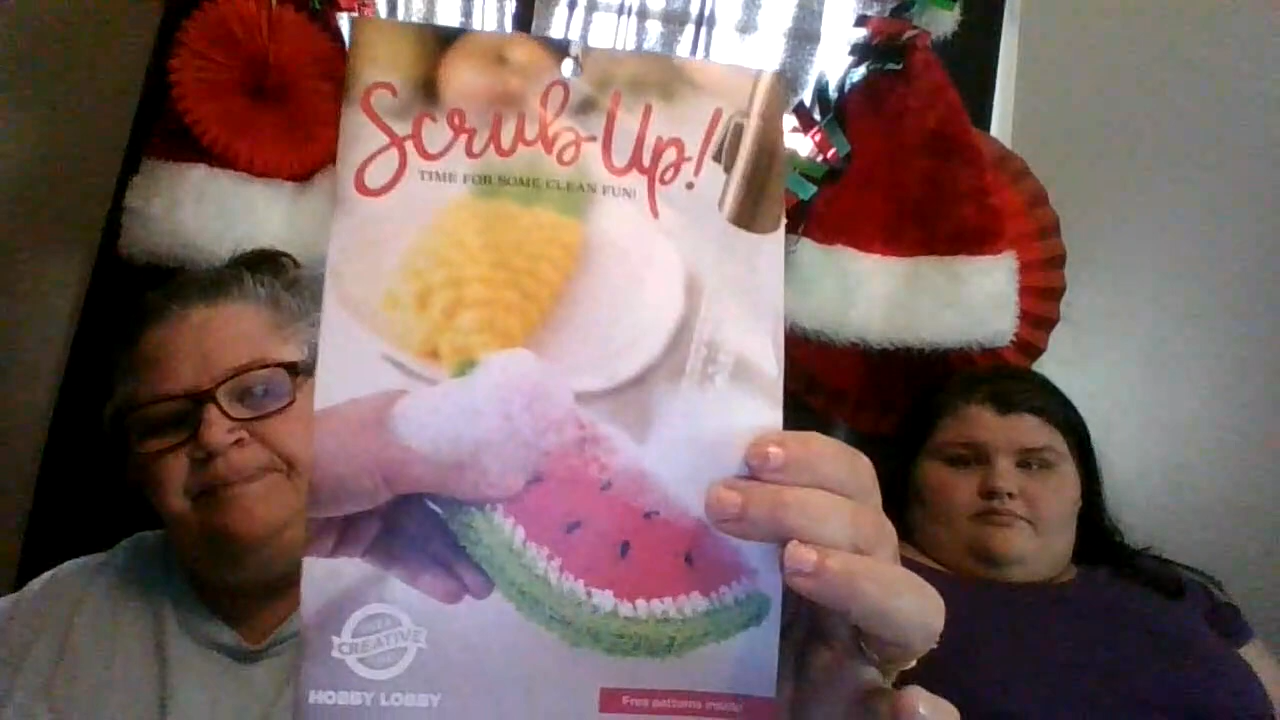 Scrub Up!
TIME FOR SOME CLEAN FUN!
CREATIVE
HOBBY LOBBY
Free patterns inside!